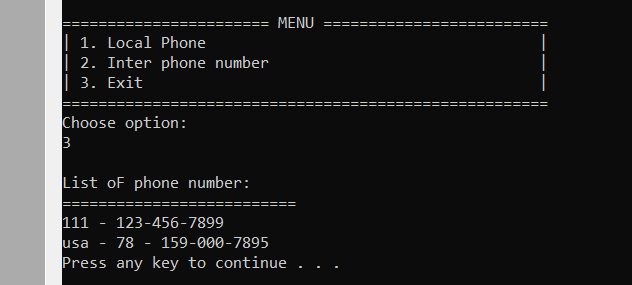 ======================= MENU =========================
| 1. Local Phone |
| 2. Inter phone number |
| 3. Exit |
======================================================
Choose option:
3
List oF phone number:
==========================
111 - 123-456-7899
usa - 78 - 159-000-7895
Press any key to continue . . .